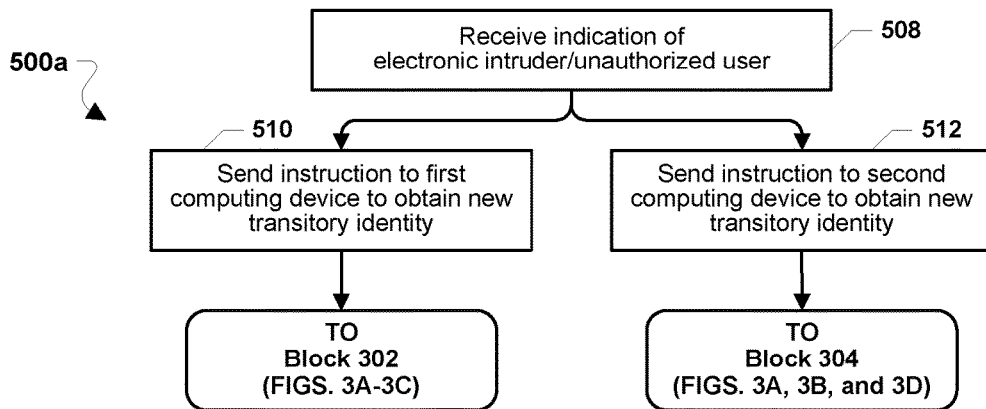 Receive indication of
electronic intruder/unauthorized user
508
500a
510
Send instruction to first
computing device to obtain new
transitory identity
512
Send instruction to second
computing device to obtain new
transitory identity
TO
Block 302
(FIGS. 3A-3C)
TO
Block 304
(FIGS. 3A, 3B, and 3D)